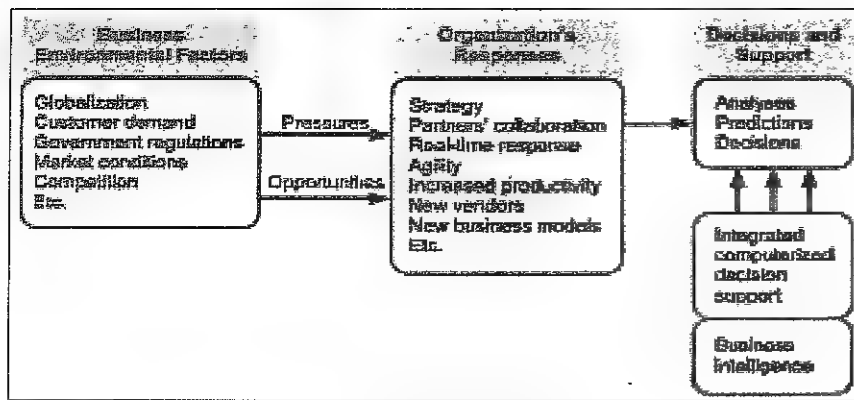 Business
Environmental Factors
Globalization
Customer demand
Government regulations
Market conditions
Competition
Etc.
Pressures
Opportunities
Organization's
Responses
Strategy
Partners' collaboration
Real-time response
Agility
Increased productivity
New vendors
New business models
Etc.
Decisions and
Support
Analyses
Predictions
Decisions
Integrated
computerized
decision
support
Business
intelligence